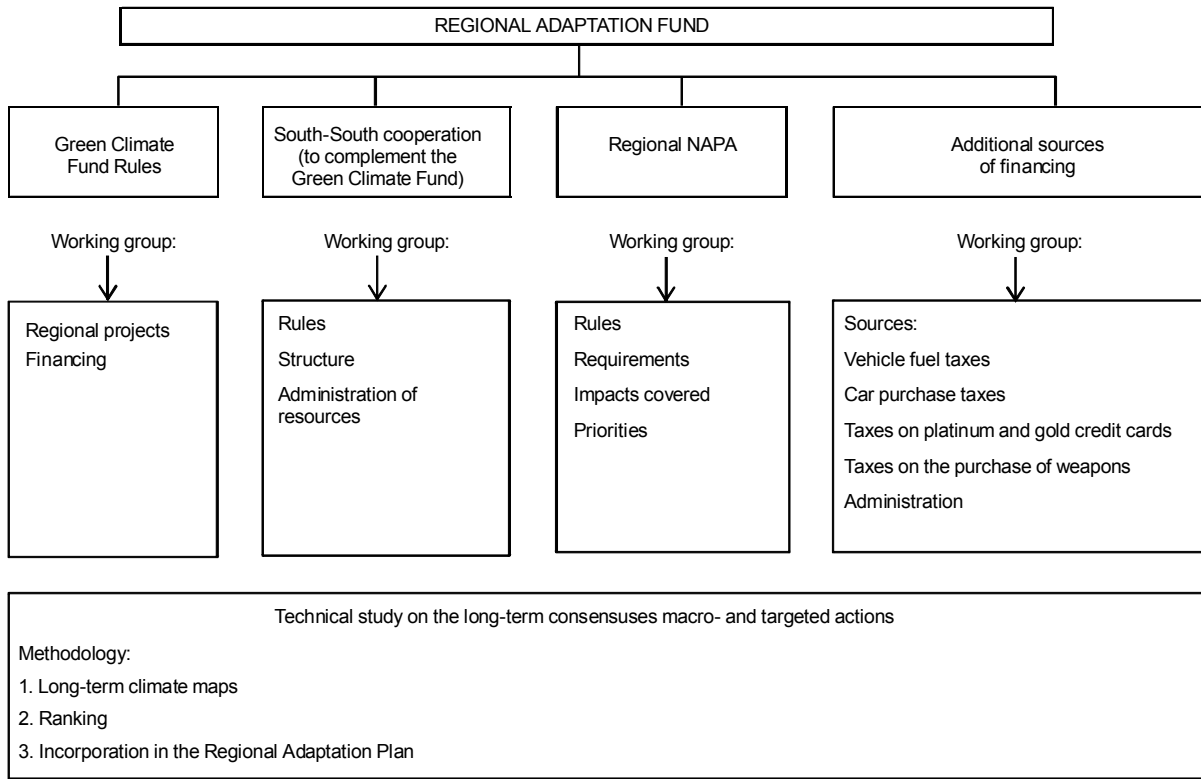 REGIONAL ADAPTATION FUND
Green Climate
Fund Rules
South-South cooperation
(to complement the
Green Climate Fund)
Regional NAPA
Additional sources
of financing
Working group:
Working group:
Working group:
Working group:
Regional projects
Financing
Rules
Structure
Administration of
resources
Rules
Requirements
Impacts covered
Priorities
Sources:
Vehicle fuel taxes
Car purchase taxes
Taxes on platinum and gold credit cards
Taxes on the purchase of weapons
Administration
Technical study on the long-term consensuses macro- and targeted actions
Methodology:
1. Long-term climate maps
2. Ranking
3. Incorporation in the Regional Adaptation Plan